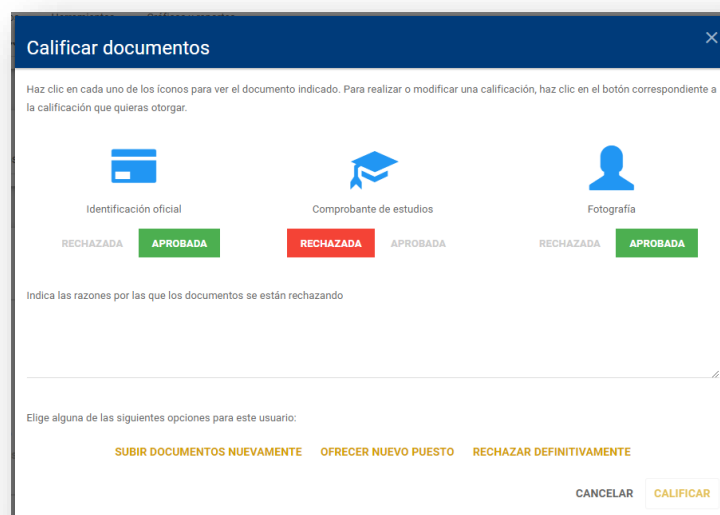 Herramientas Gráficos y reportes
Calificar documentos
Haz clic en cada uno de los íconos para ver el documento indicado. Para realizar o modificar una calificación, haz clic en el botón correspondiente a
la calificación que quieras otorgar.
Identificación oficial Comprobante de estudios Fotografía
RECHAZADA APROBADA RECHAZADA APROBADA RECHAZADA APROBADA
Indica las razones por las que los documentos se están rechazando
Elige alguna de las siguientes opciones para este usuario:
SUBIR DOCUMENTOS NUEVAMENTE OFRECER NUEVO PUESTO RECHAZAR DEFINITIVAMENTE
CANCELAR CALIFICAR